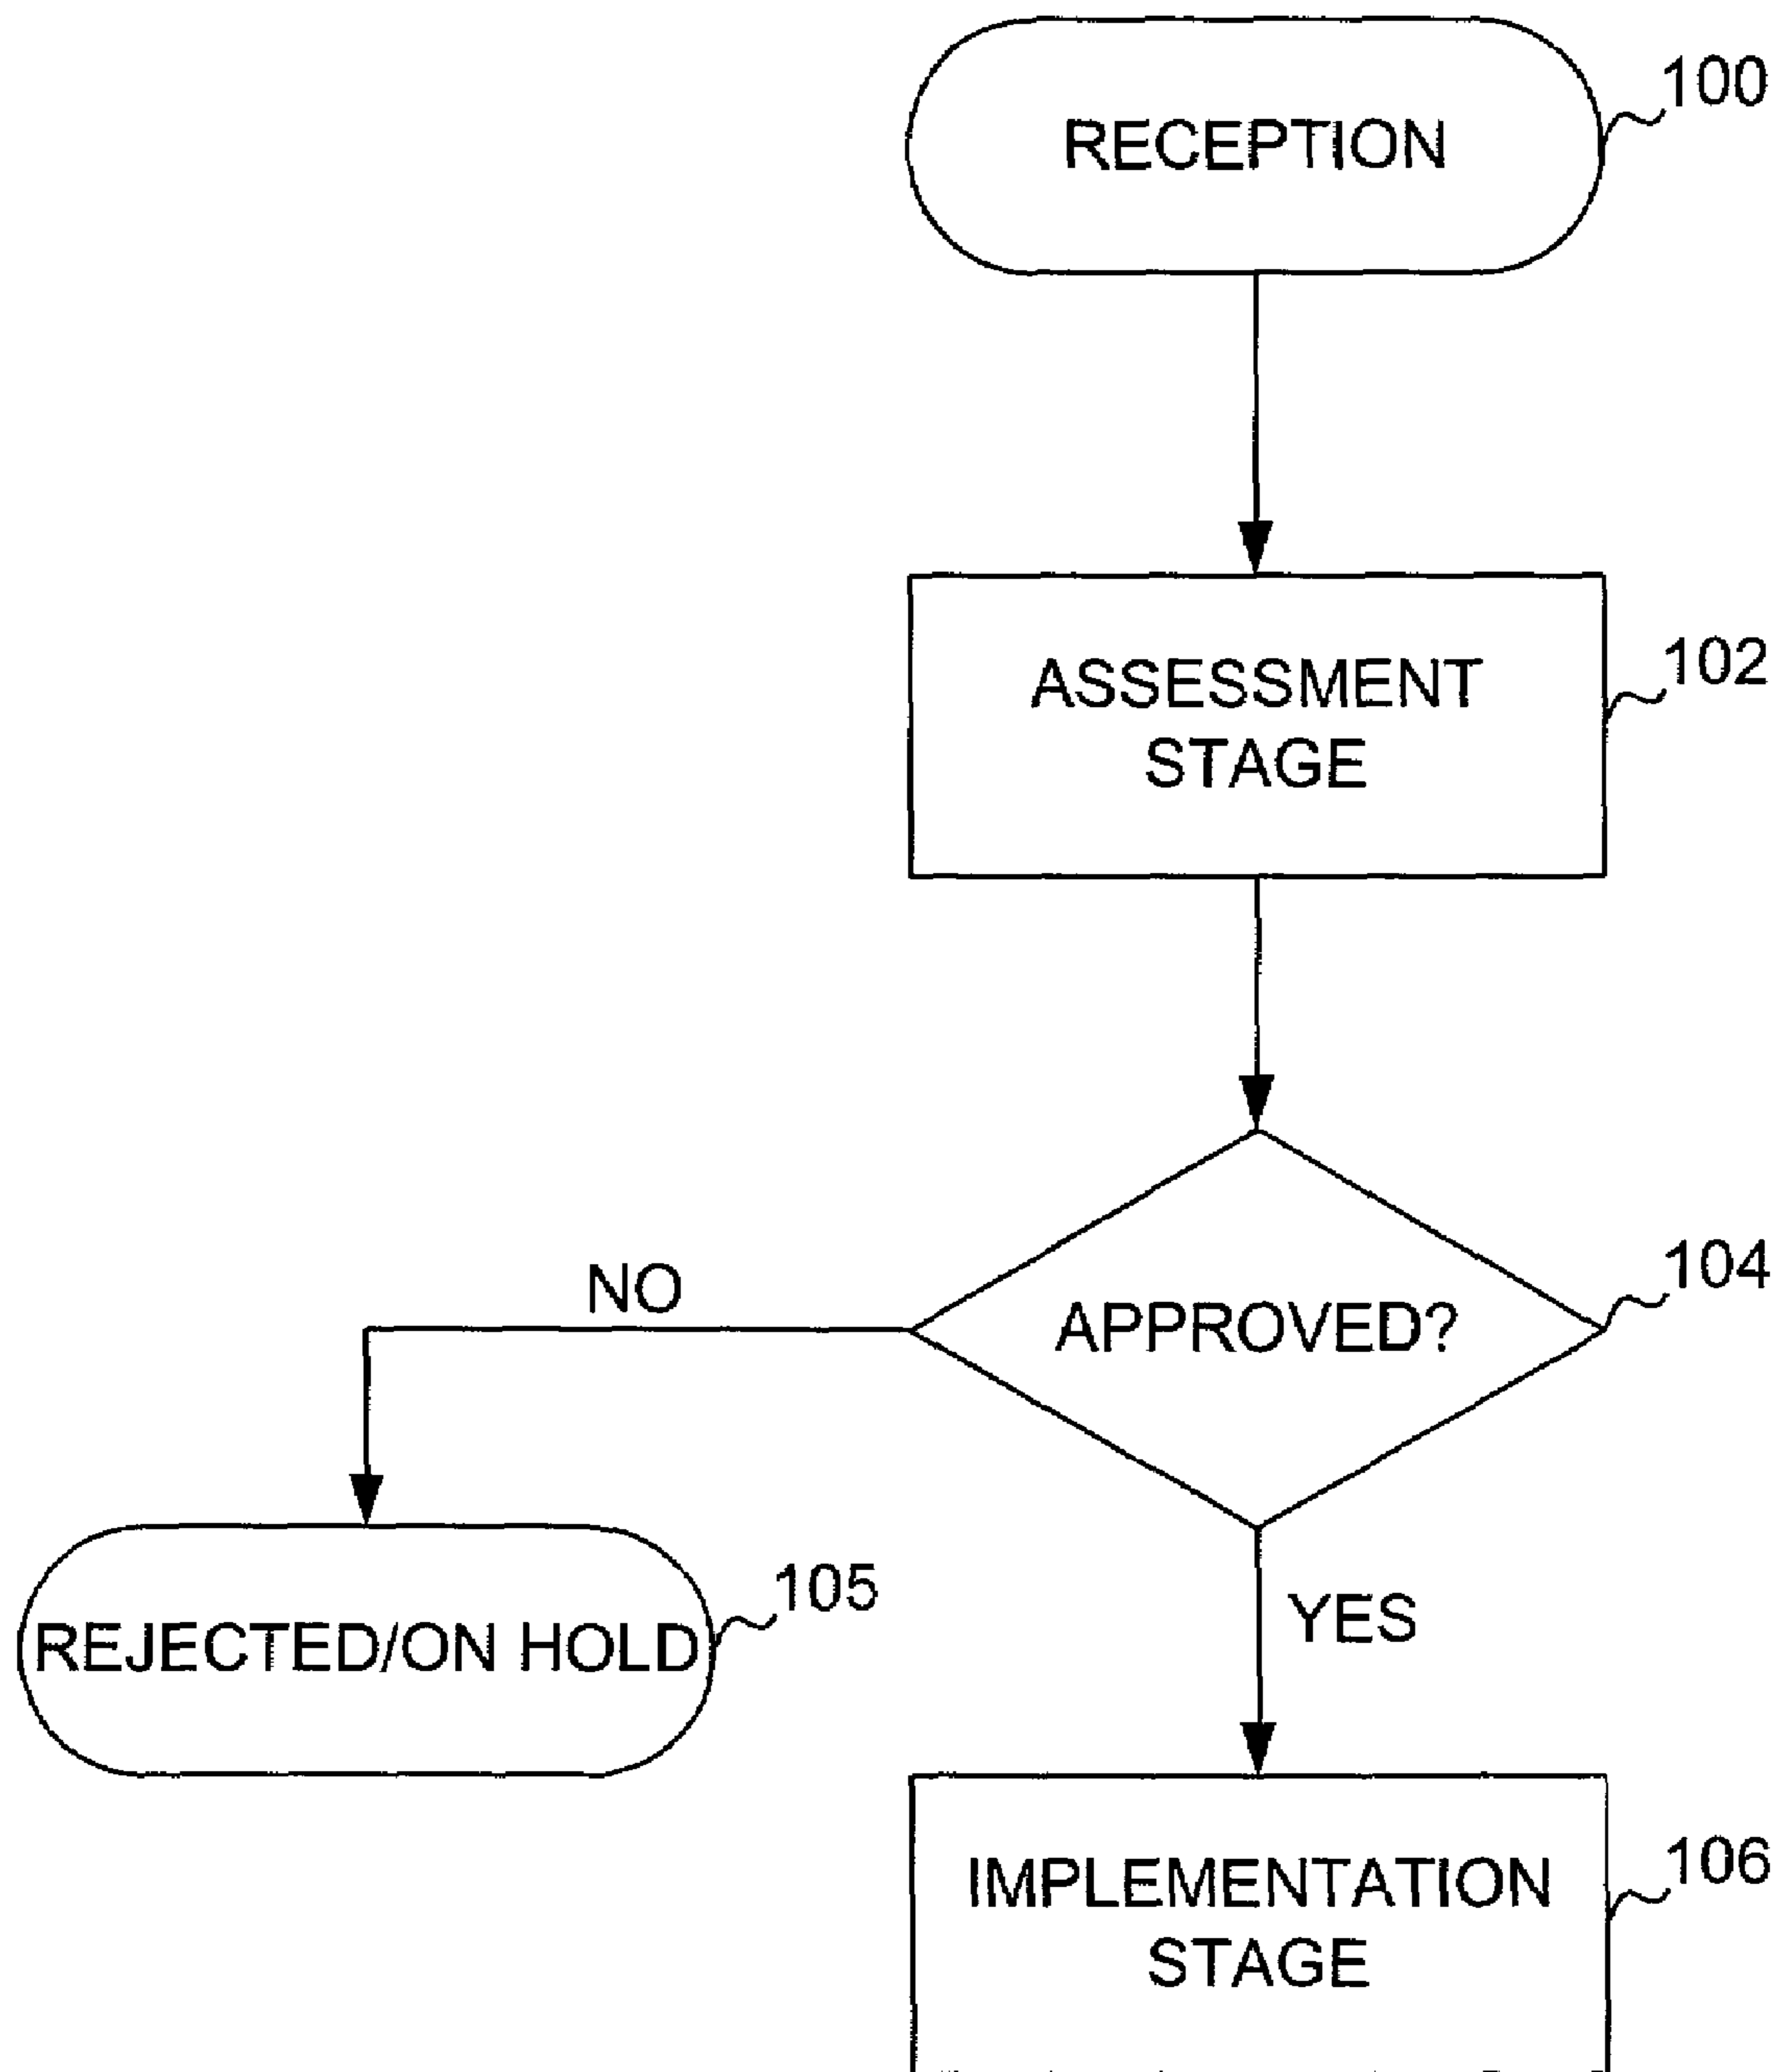 RECEPTION
100
ASSESSMENT
STAGE
102
APPROVED?
104
NO
YES
REJECTED/ON HOLD
105
IMPLEMENTATION
STAGE
106